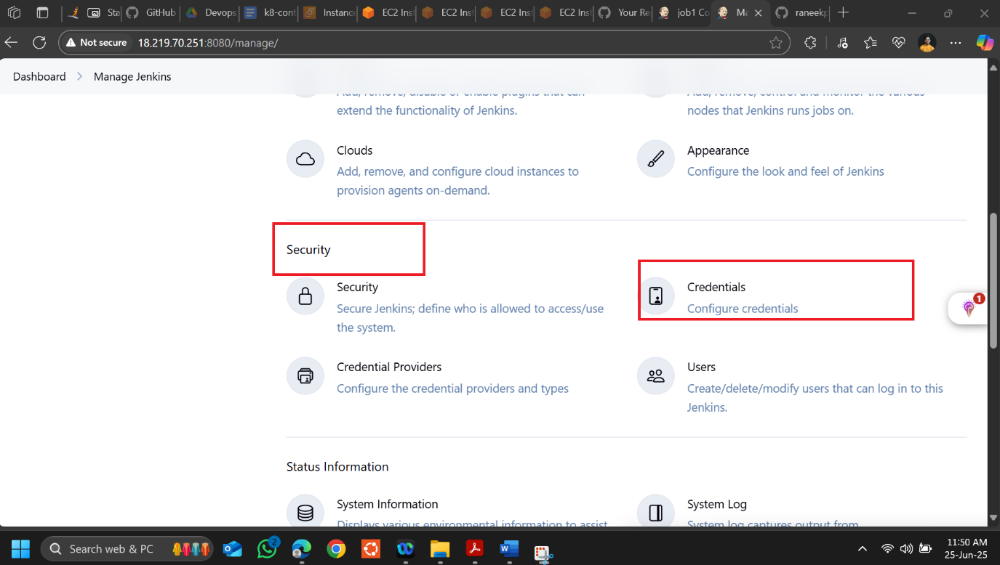 Sta
GitHub
Devops
k8-cont
Instance
EC2 Inst
EC2 Inst
EC2 Inst
EC2 Inst
Your Re
job1 Co
Ma
raneekp
Not secure
18.219.70.251:8080/manage/
Dashboard
Manage Jenkins
Add, remove, disable or enable plugins that can
extend the functionality of Jenkins.
Add, remove, control and monitor the various
nodes that Jenkins runs jobs on.
Clouds
Add, remove, and configure cloud instances to
provision agents on-demand.
Appearance
Configure the look and feel of Jenkins
Security
Security
Secure Jenkins; define who is allowed to access/use
the system.
Credentials
Configure credentials
1
Credential Providers
Configure the credential providers and types
Users
Create/delete/modify users that can log in to this
Jenkins.
Status Information
System Information
Displays various environmental information to assist
System Log
System log captures output from
Search web & PC
2
11:50 AM
25-Jun-25